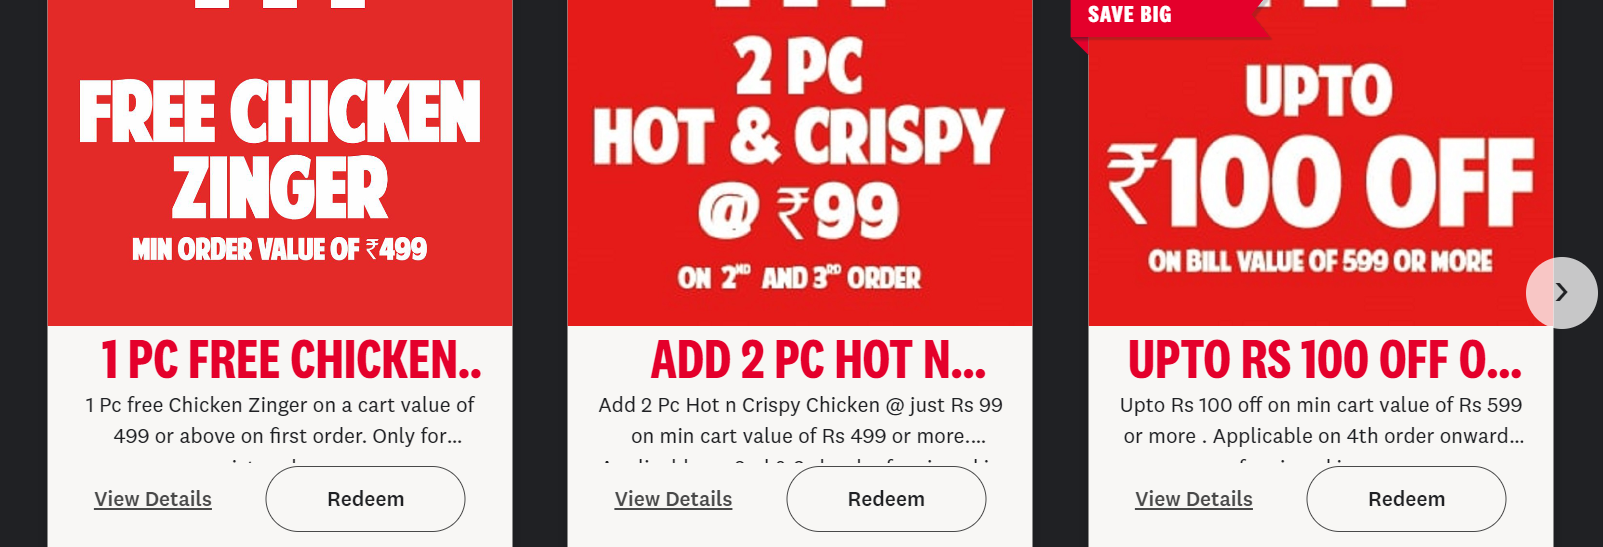 FREE CHICKEN
ZINGER
MIN ORDER VALUE OF ₹499
1 PC FREE CHICKEN..
1 Pc free Chicken Zinger on a cart value of
499 or above on first order. Only for...
View Details
Redeem
2 PC
HOT & CRISPY
@ ₹99
ON 2ND AND 3RD ORDER
ADD 2 PC HOT N...
Add 2 Pc Hot n Crispy Chicken @ just Rs 99
on min cart value of Rs 499 or more....
View Details
Redeem
SAVE BIG
UPTO
₹100 OFF
ON BILL VALUE OF 599 OR MORE
UPTO RS 100 OFF O...
Upto Rs 100 off on min cart value of Rs 599
or more . Applicable on 4th order onward...
View Details
Redeem